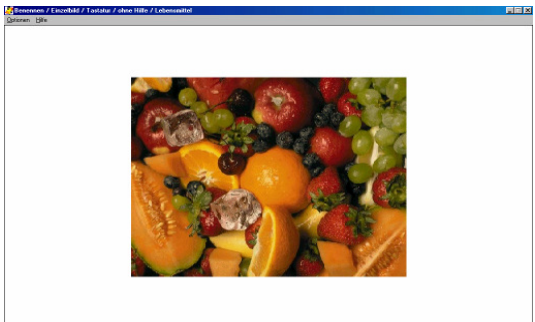 Benennen / Einzelbild / Tastatur / ohne Hilfe / Lebensmittel
Optionen Hilfe